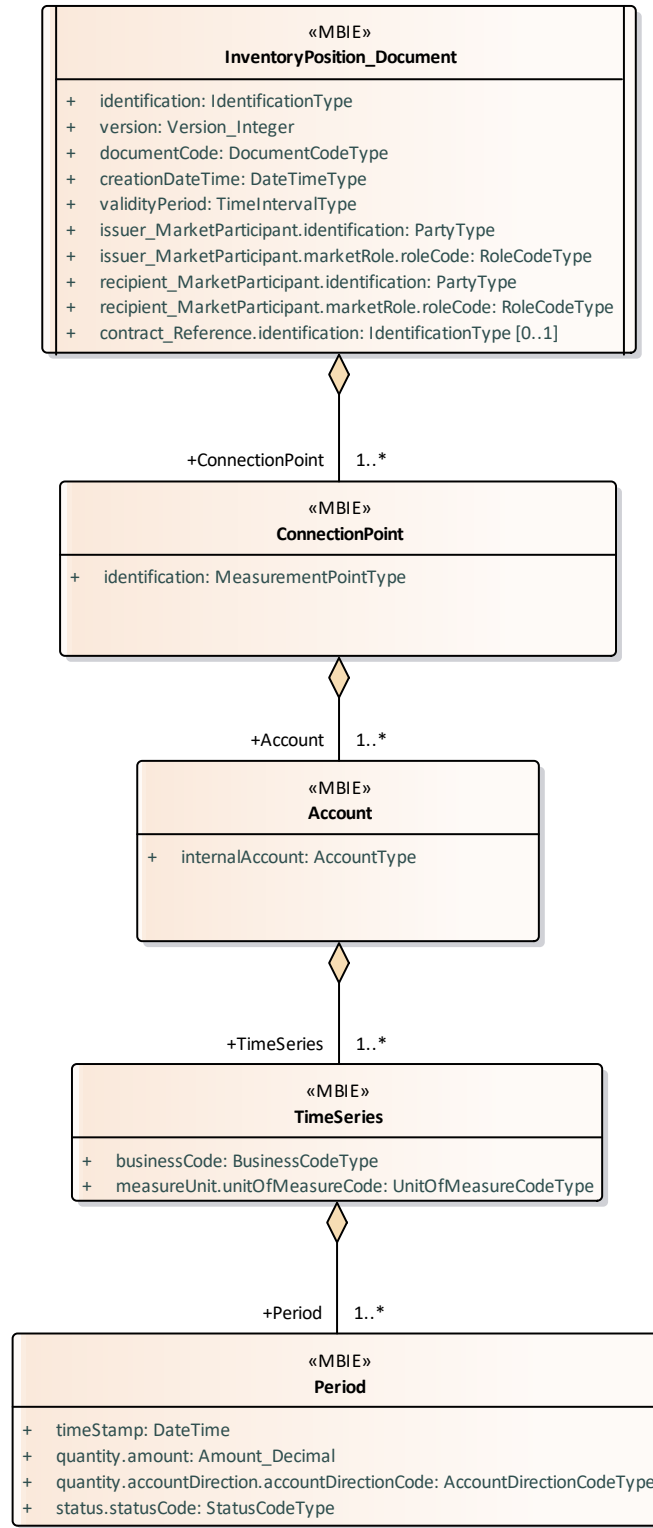 «MBIE»
InventoryPosition_Document
+ identification: IdentificationType
+ version: Version_Integer
+ documentCode: DocumentCodeType
+ creationDateTime: DateTimeType
+ validityPeriod: TimeIntervalType
+ issuer_MarketParticipant.identification: PartyType
+ issuer_MarketParticipant.marketRole.roleCode: RoleCodeType
+ recipient_MarketParticipant.identification: PartyType
+ recipient_MarketParticipant.marketRole.roleCode: RoleCodeType
+ contract_Reference.identification: IdentificationType [0..1]
+ConnectionPoint 1..*
«MBIE»
ConnectionPoint
+ identification: MeasurementPointType
+Account 1..*
«MBIE»
Account
+ internalAccount: AccountType
+TimeSeries 1..*
«MBIE»
TimeSeries
+ businessCode: BusinessCodeType
+ measureUnit.unitOfMeasureCode: UnitOfMeasureCodeType
+Period 1..*
«MBIE»
Period
+ timeStamp: DateTime
+ quantity.amount: Amount_Decimal
+ quantity.accountDirection.accountDirectionCode: AccountDirectionCodeType
+ status.statusCode: StatusCodeType